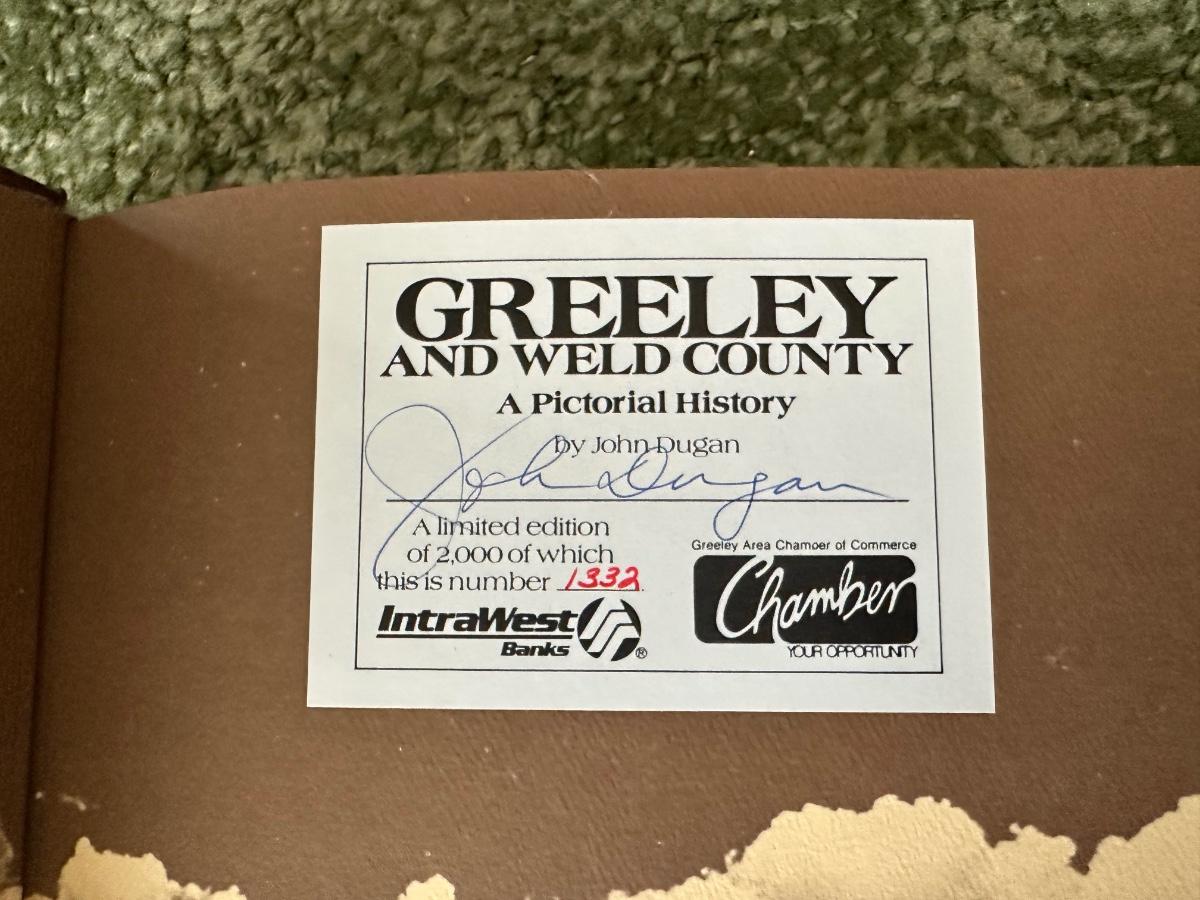 GREELEY
AND WELD COUNTY
A Pictorial History
by John Dugan
John Dugan
A limited edition
of 2,000 of which
this is number 1332.
IntraWest
Banks ®
Greeley Area Chamber of Commerce
Chamber
YOUR OPPORTUNITY